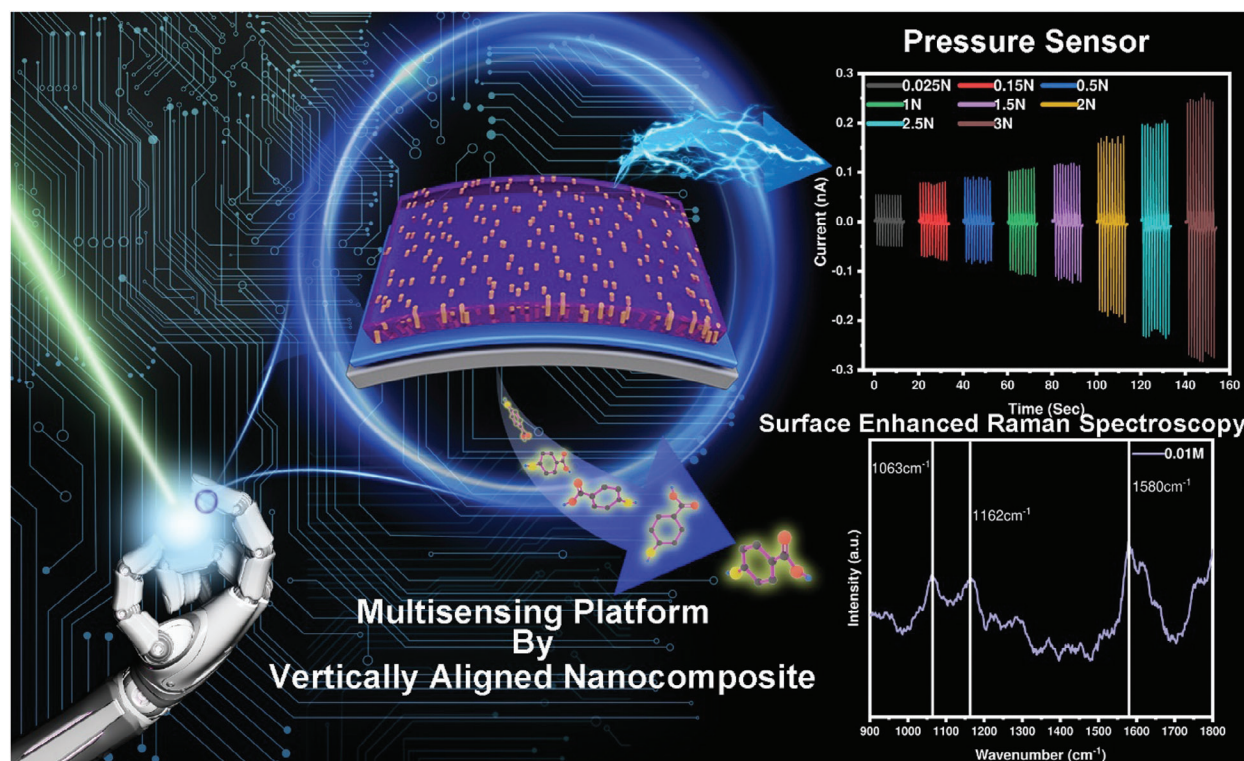 Pressure Sensor
0.3
0.2
0.1
0.0
-0.1
-0.2
-0.3
Current (nA)
0.025N 0.15N 0.5N
1N 1.5N 2N
2.5N 3N
0 20 40 60 80 100 120 140 160
Time (Sec)
Surface Enhanced Raman Spectroscopy
0.01M
1063cm⁻¹
1580cm⁻¹
1162cm⁻¹
Intensity (a.u.)
900 1000 1100 1200 1300 1400 1500 1600 1700 1800
Wavenumber (cm⁻¹)
Multisensing Platform
By
Vertically Aligned Nanocomposite